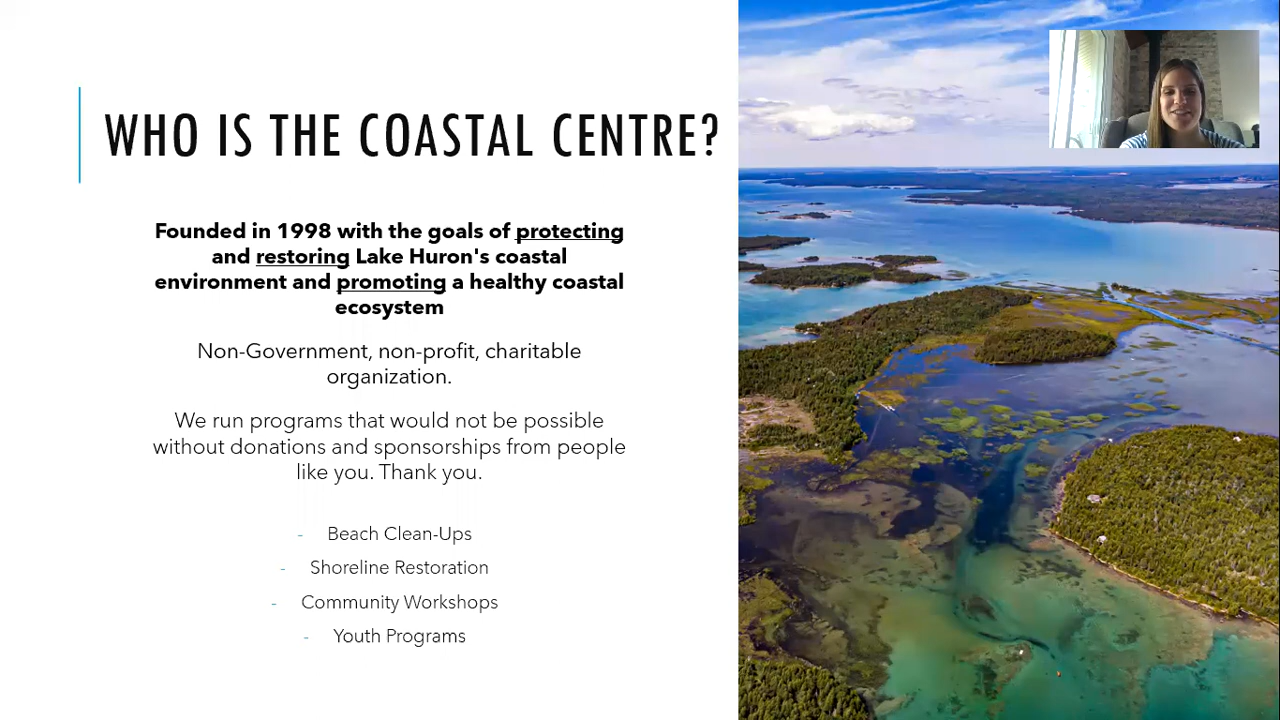 WHO IS THE COASTAL CENTRE?
Founded in 1998 with the goals of protecting
and restoring Lake Huron's coastal
environment and promoting a healthy coastal
ecosystem
Non-Government, non-profit, charitable
organization.
We run programs that would not be possible
without donations and sponsorships from people
like you. Thank you.
- Beach Clean-Ups
- Shoreline Restoration
- Community Workshops
- Youth Programs